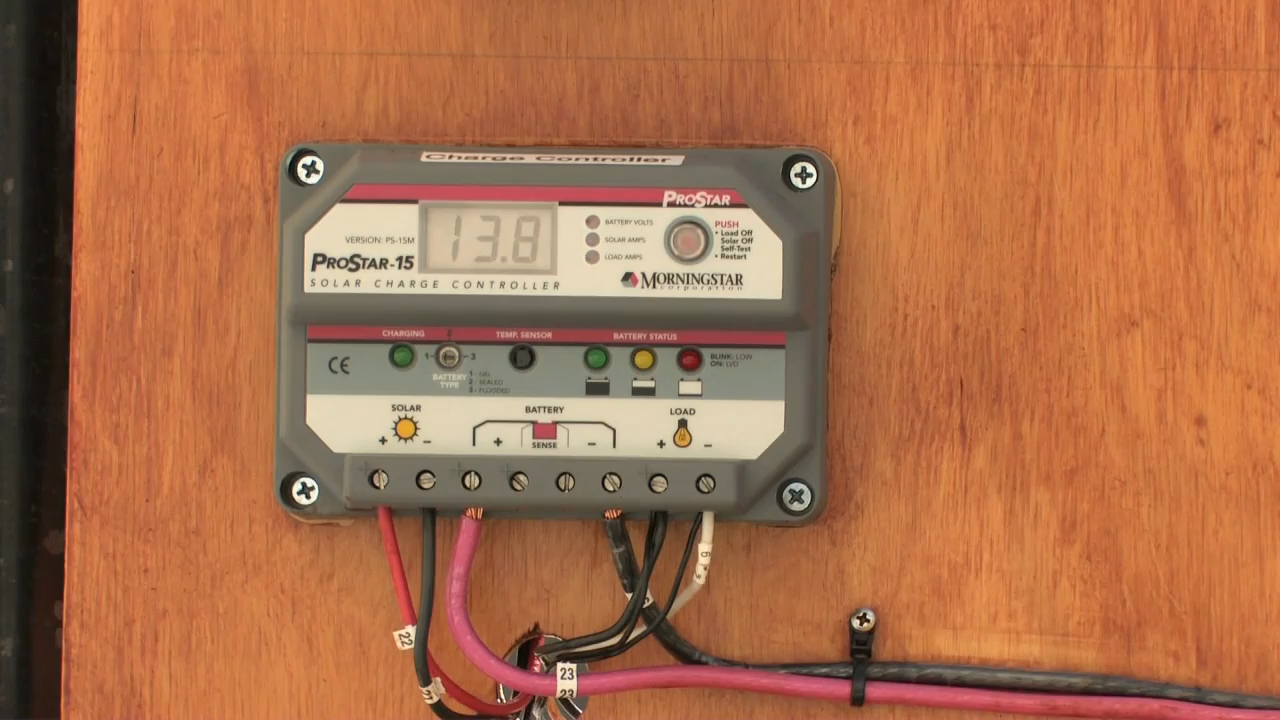 Charge Controller
PROSTAR
13.8
BATTERY VOLTS
SOLAR AMPS
LOAD AMPS
PUSH
• Load Off
Solar Off
Self-Test
• Restart
VERSION: PS-15M
PROSTAR-15
SOLAR CHARGE CONTROLLER
MORNINGSTAR
corporation
CHARGING
TEMP. SENSOR
BATTERY STATUS
2
1
3
BLINK: LOW
ON: LVD
CE
BATTERY
TYPE
1 - GEL
2 - SEALED
3 - FLOODED
SOLAR
BATTERY
LOAD
+ -
+ SENSE -
+ -
6
22
21
23
23